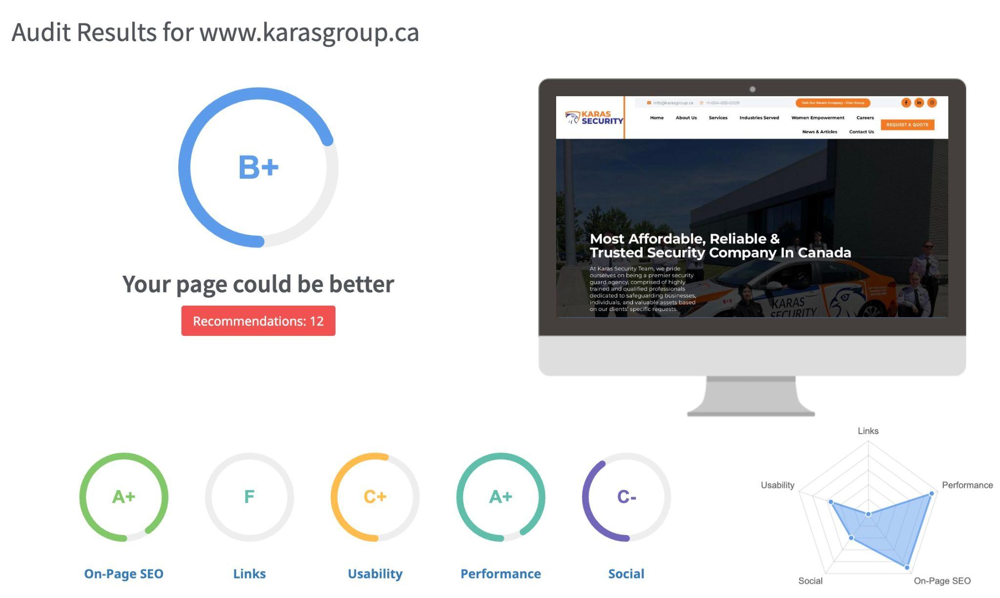 Audit Results for www.karasgroup.ca
B+
Your page could be better
Recommendations: 12
info@karasgroup.ca +1-604-655-0009 Visit Our Parent Company - Glen Group
KARAS
SECURITY
Home About Us Services Industries Served Women Empowerment Careers
News & Articles Contact Us
REQUEST A QUOTE
Most Affordable, Reliable &
Trusted Security Company In Canada
At Karas Security Team, we pride
ourselves on being a premier security
guard agency, comprised of highly
trained and qualified professionals
dedicated to safeguarding businesses,
individuals, and valuable assets based
on our clients' specific requests.
KARAS
SECURITY
A+ F C+ A+ C-
On-Page SEO Links Usability Performance Social
Links
Usability Performance
Social On-Page SEO